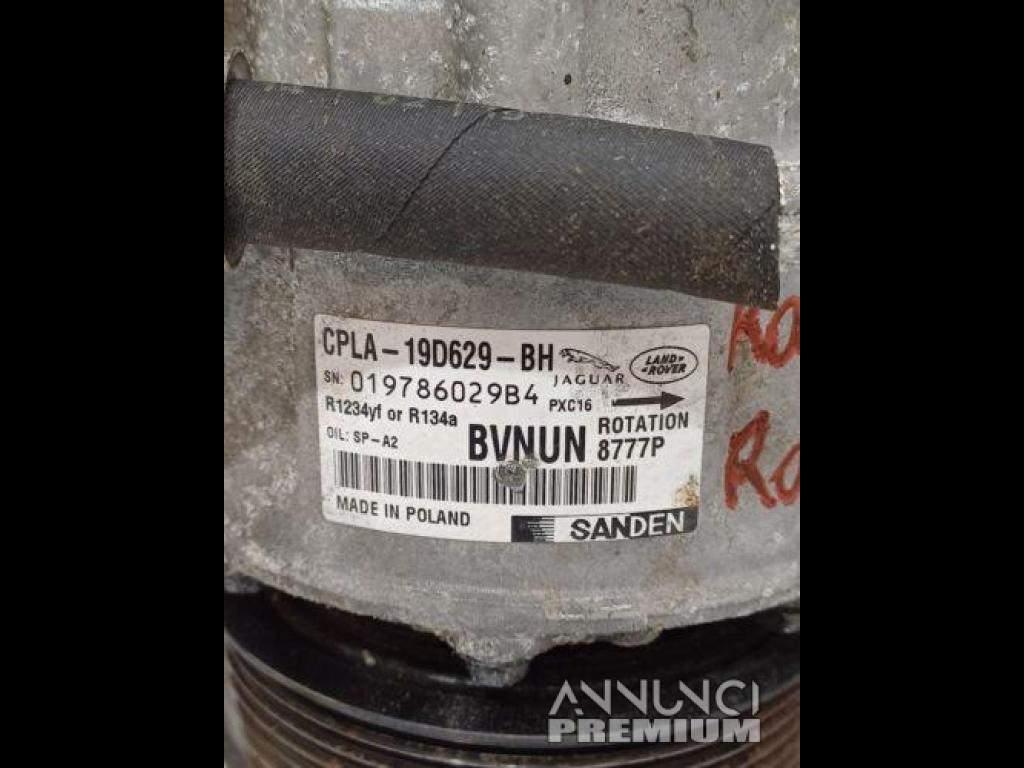 CPLA-19D629-BH
JAGUAR
LAND ROVER
SN: 019786029B4
PXC16
R1234yf or R134a
ROTATION
OIL: SP-A2
BVNUN 8777P
MADE IN POLAND
SANDEN
ANNUNCI
PREMIUM